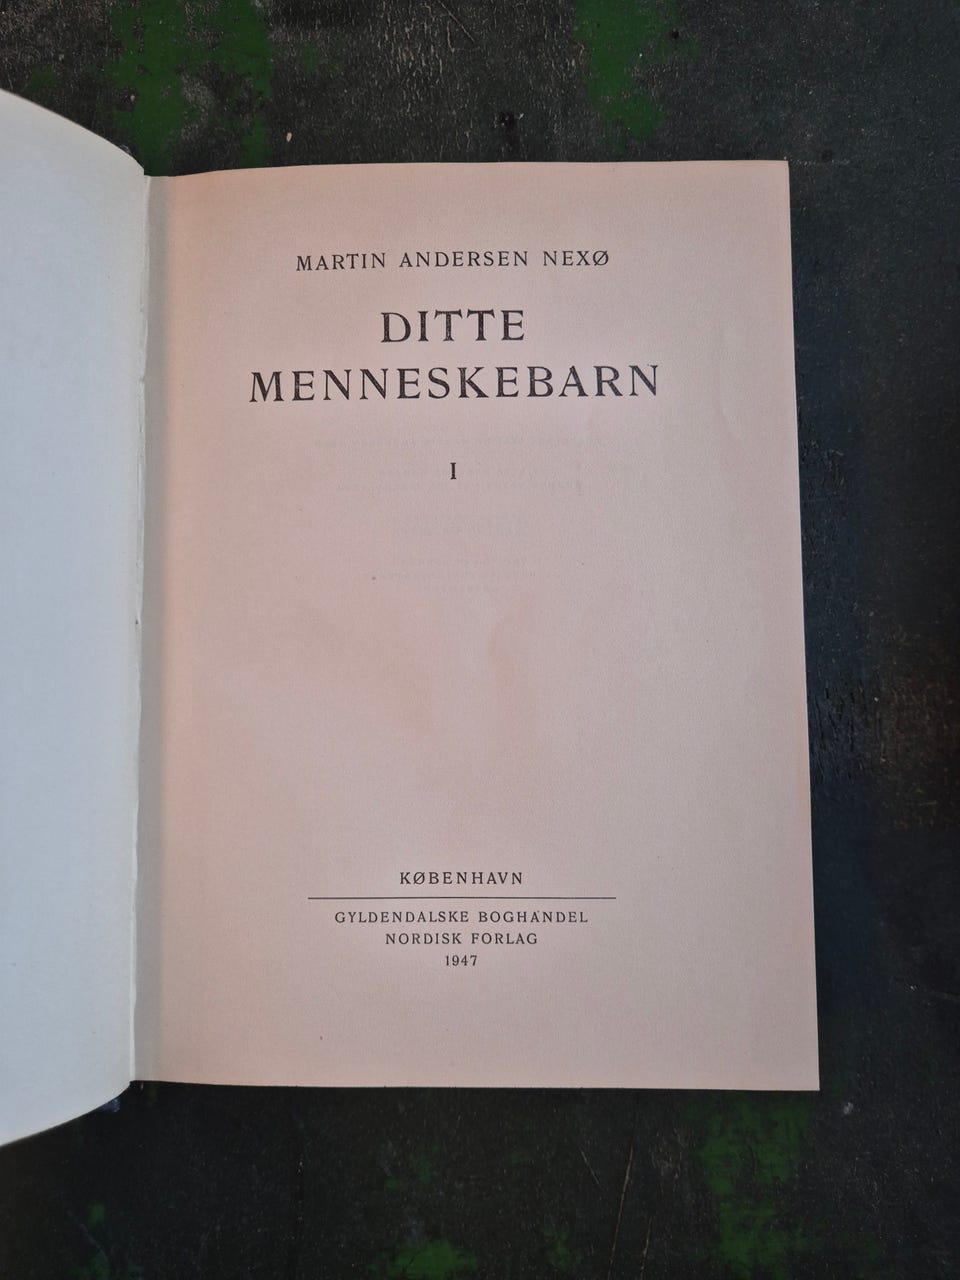 MARTIN ANDERSEN NEXØ
DITTE
MENNESKEBARN
I
KØBENHAVN
GYLDENDALSKE BOGHANDEL
NORDISK FORLAG
1947